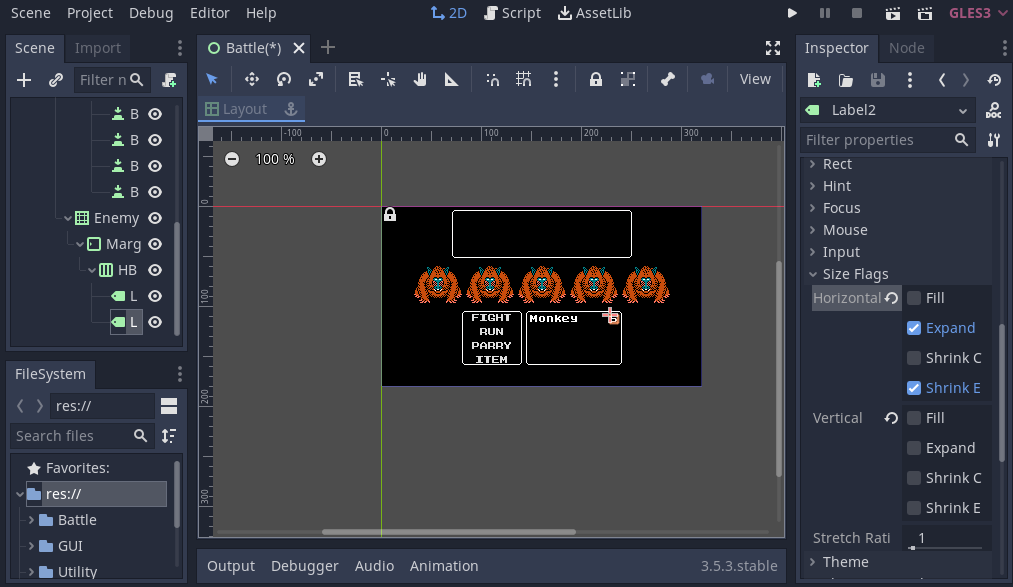 Scene Project Debug Editor Help 2D Script AssetLib GLES3
Scene Import Battle(*) Inspector Node
Filter n View
Layout Label2
-100 0 100 200 300
Filter properties
100 %
B
B
B
B
Enemy
Marg
HB
L
L
0
100
200
300
FIGHT
RUN
PARRY
ITEM
Monkey
Rect
Hint
Focus
Mouse
Input
Size Flags
Horizontal Fill
Expand
Shrink C
Shrink E
Vertical Fill
Expand
Shrink C
Shrink E
Stretch Rati 1
Theme
FileSystem
res://
Search files
Favorites:
res://
Battle
GUI
Utility
Output Debugger Audio Animation 3.5.3.stable